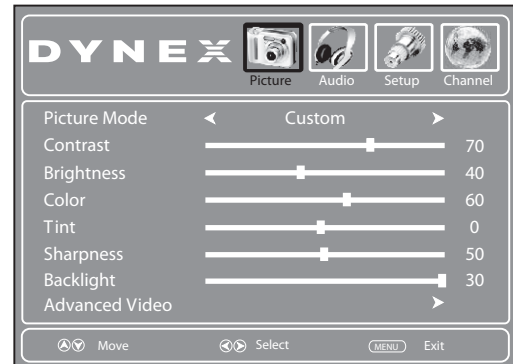 DYNEX
Picture Audio Setup Channel
Picture Mode Custom
Contrast 70
Brightness 40
Color 60
Tint 0
Sharpness 50
Backlight 30
Advanced Video
Move Select MENU Exit